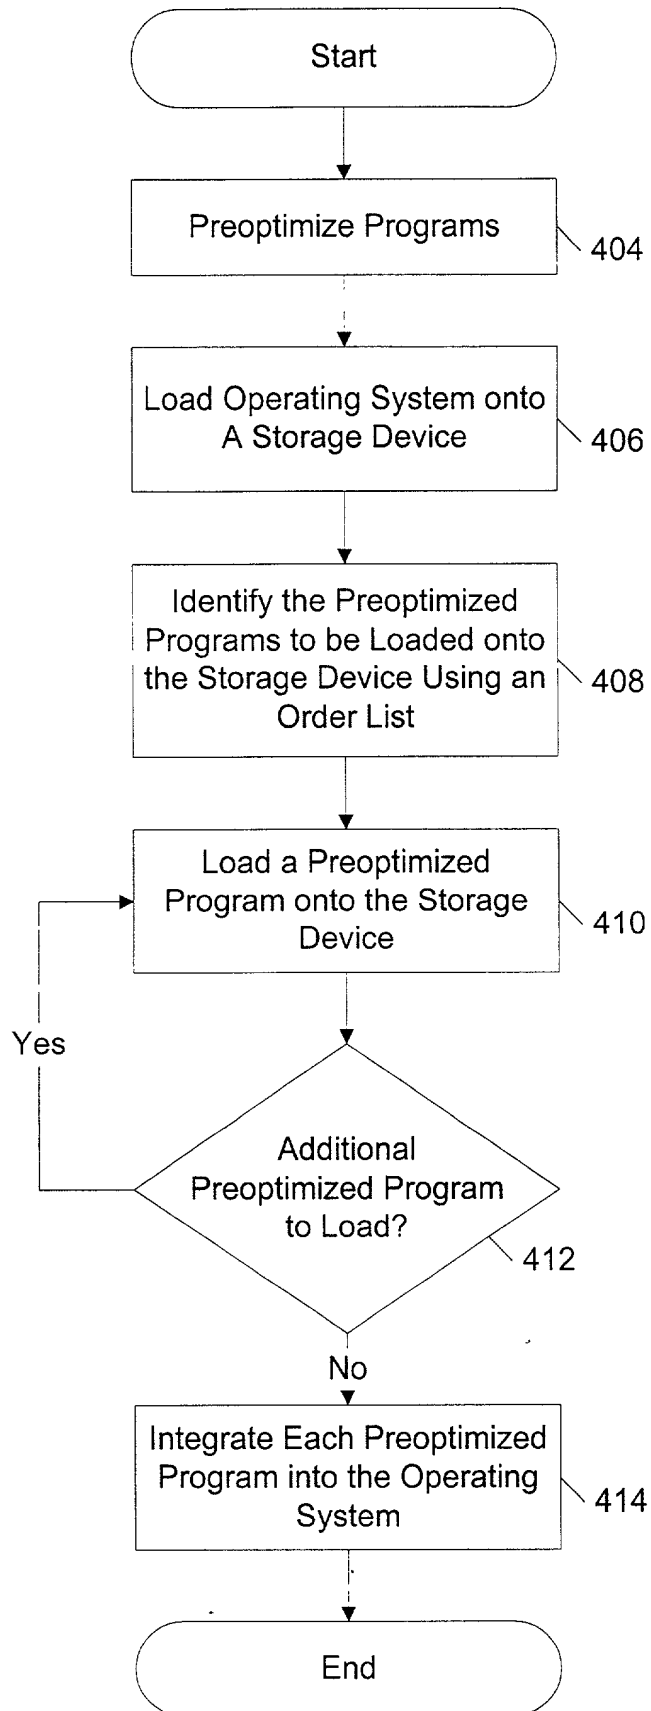 Start
Preoptimize Programs
404
Load Operating System onto
A Storage Device
406
Identify the Preoptimized
Programs to be Loaded onto
the Storage Device Using an
Order List
408
Load a Preoptimized
Program onto the Storage
Device
410
Yes
Additional
Preoptimized Program
to Load?
412
No
Integrate Each Preoptimized
Program into the Operating
System
414
End